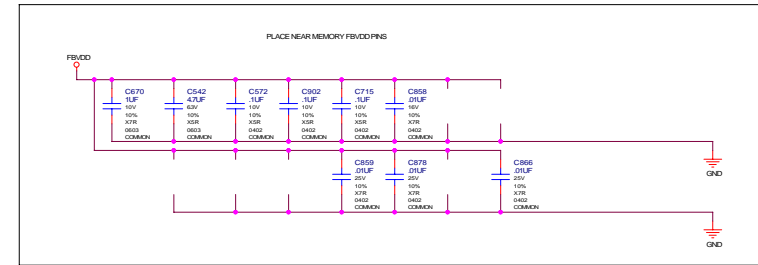 PLACE NEAR MEMORY FBVDD PINS
FBVDD
C670
1UF
10V
10%
X7R
0603
COMMON
C542
4.7UF
6.3V
10%
X5R
0603
COMMON
C572
.1UF
10V
10%
X5R
0402
COMMON
C902
.1UF
10V
10%
X5R
0402
COMMON
C715
.1UF
10V
10%
X5R
0402
COMMON
C858
.01UF
16V
10%
X7R
0402
COMMON
GND
C859
.01UF
25V
10%
X7R
0402
COMMON
C878
.01UF
25V
10%
X7R
0402
COMMON
C866
.01UF
25V
10%
X7R
0402
COMMON
GND